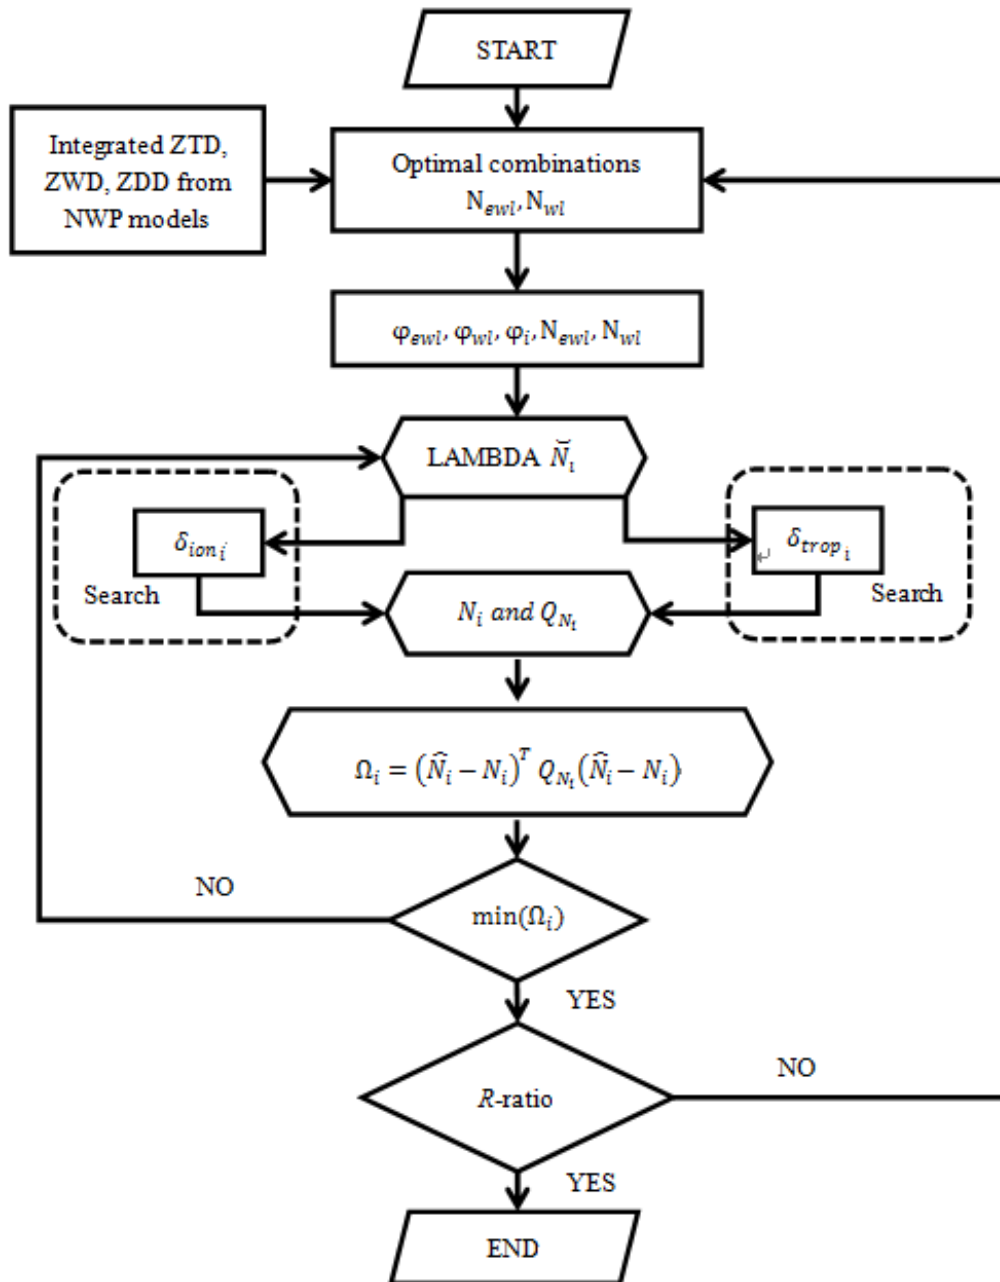 START
Integrated ZTD,
ZWD, ZDD from
NWP models
Optimal combinations
N_ewl, N_wl
φ_ewl, φ_wl, φ_i, N_ewl, N_wl
LAMBDA N̆_i
δ_ion_i
Search
δ_trop_i
↵
Search
N_i and Q_N_i
Ω_i = (N̂_i − N_i)^T Q_N_i (N̂_i − N_i)
NO
min(Ω_i)
YES
NO
R-ratio
YES
END